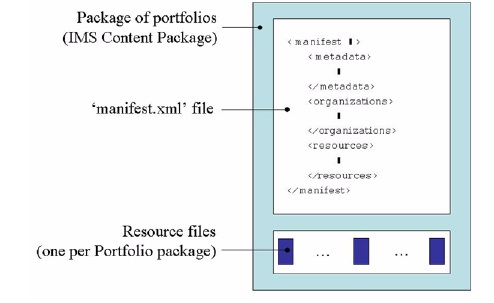 Package of portfolios
(IMS Content Package)
‘manifest.xml’ file
<manifest ▮>
<metadata>
▮
</metadata>
<organizations>
▮
</organizations>
<resources>
▮
</resources>
</manifest>
Resource files
(one per Portfolio package)
... ...